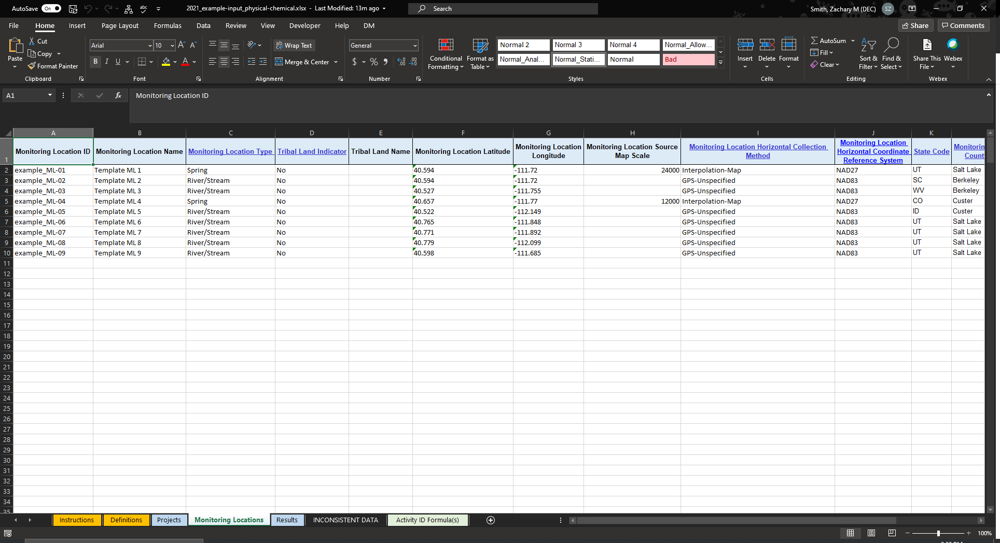 AutoSave On 2021_example-input_physical-chemical.xlsx - Last Modified: 13m ago Search Smith, Zachary M (DEC) SZ
File Home Insert Page Layout Formulas Data Review View Developer Help DM Share Comments
Paste Cut Copy Format Painter Clipboard
Arial 10 B I U Font
Wrap Text Merge & Center Alignment
General $ % Number
Conditional Formatting Format as Table
Normal 2 Normal 3 Normal 4 Normal_Allow...
Normal_Anal... Normal_Stati... Normal Bad
Styles
Insert Delete Format Cells
AutoSum Fill Clear Sort & Filter Find & Select Editing
Share This File Webex Webex
A1 fx Monitoring Location ID
A B C D E F G H I J K
1 Monitoring Location ID Monitoring Location Name Monitoring Location Type Tribal Land Indicator Tribal Land Name Monitoring Location Latitude Monitoring Location Longitude Monitoring Location Source Map Scale Monitoring Location Horizontal Collection Method Monitoring Location Horizontal Coordinate Reference System State Code Monitorin Count
2 example_ML-01 Template ML 1 Spring No 40.594 -111.72 24000 Interpolation-Map NAD27 UT Salt Lake
3 example_ML-02 Template ML 2 River/Stream No 40.594 -111.72 GPS-Unspecified NAD83 SC Berkeley
4 example_ML-03 Template ML 3 River/Stream No 40.527 -111.755 GPS-Unspecified NAD83 WV Berkeley
5 example_ML-04 Template ML 4 Spring No 40.657 -111.77 12000 Interpolation-Map NAD27 CO Custer
6 example_ML-05 Template ML 5 River/Stream No 40.522 -112.149 GPS-Unspecified NAD83 ID Custer
7 example_ML-06 Template ML 6 River/Stream No 40.765 -111.848 GPS-Unspecified NAD83 UT Salt Lake
8 example_ML-07 Template ML 7 River/Stream No 40.771 -111.892 GPS-Unspecified NAD83 UT Salt Lake
9 example_ML-08 Template ML 8 River/Stream No 40.779 -112.099 GPS-Unspecified NAD83 UT Salt Lake
10 example_ML-09 Template ML 9 River/Stream No 40.598 -111.685 GPS-Unspecified NAD83 UT Salt Lake
11
12
13
14
15
16
17
18
19
20
21
22
23
24
25
26
27
28
29
30
31
32
33
34
35
Instructions Definitions Projects Monitoring Locations Results INCONSISTENT DATA Activity ID Formula(s)
100%